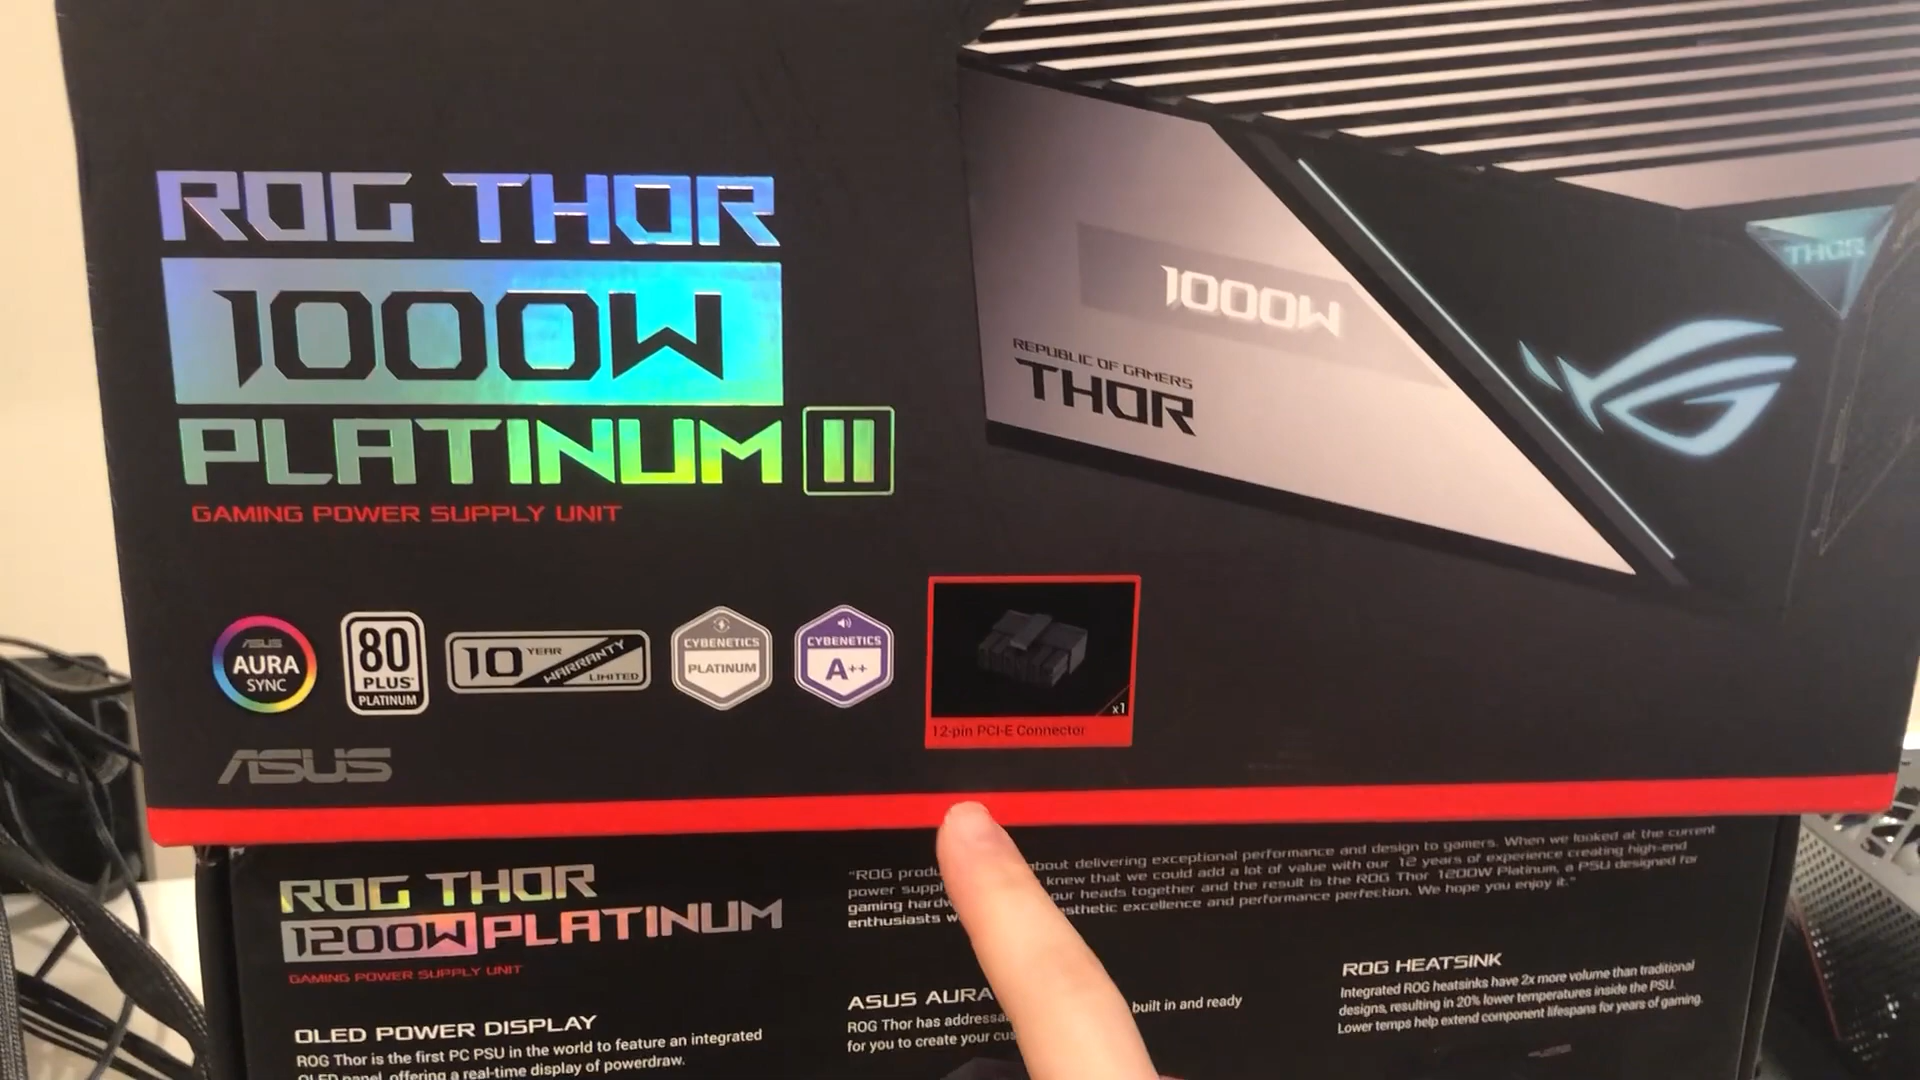 ROG THOR
1000W
PLATINUM II
GAMING POWER SUPPLY UNIT
1000W
REPUBLIC OF GAMERS
THOR
THOR
ASUS
AURA
SYNC
80
PLUS
PLATINUM
10 YEAR
WARRANTY
LIMITED
CYBENETICS
PLATINUM
CYBENETICS
A++
x1
12-pin PCI-E Connector
ASUS
ROG THOR
1200W PLATINUM
GAMING POWER SUPPLY UNIT
"ROG about delivering exceptional performance and design to gamers. When we looked at the current
power knew that we could add a lot of value with our 12 years of experience creating high-end
gaming our heads together and the result is the ROG Thor 1200W Platinum, a PSU designed for
enthusiasts excellence and performance perfection. We hope you enjoy it."
OLED POWER DISPLAY
ROG Thor is the first PC PSU in the world to feature an integrated
OLED panel, offering a real-time display of powerdraw.
ASUS AURA
ROG Thor has built in and ready
for you to create your
ROG HEATSINK
Integrated ROG heatsinks have 2x more volume than traditional
designs, resulting in 20% lower temperatures inside the PSU.
Lower temps help extend component lifespans for years of gaming.